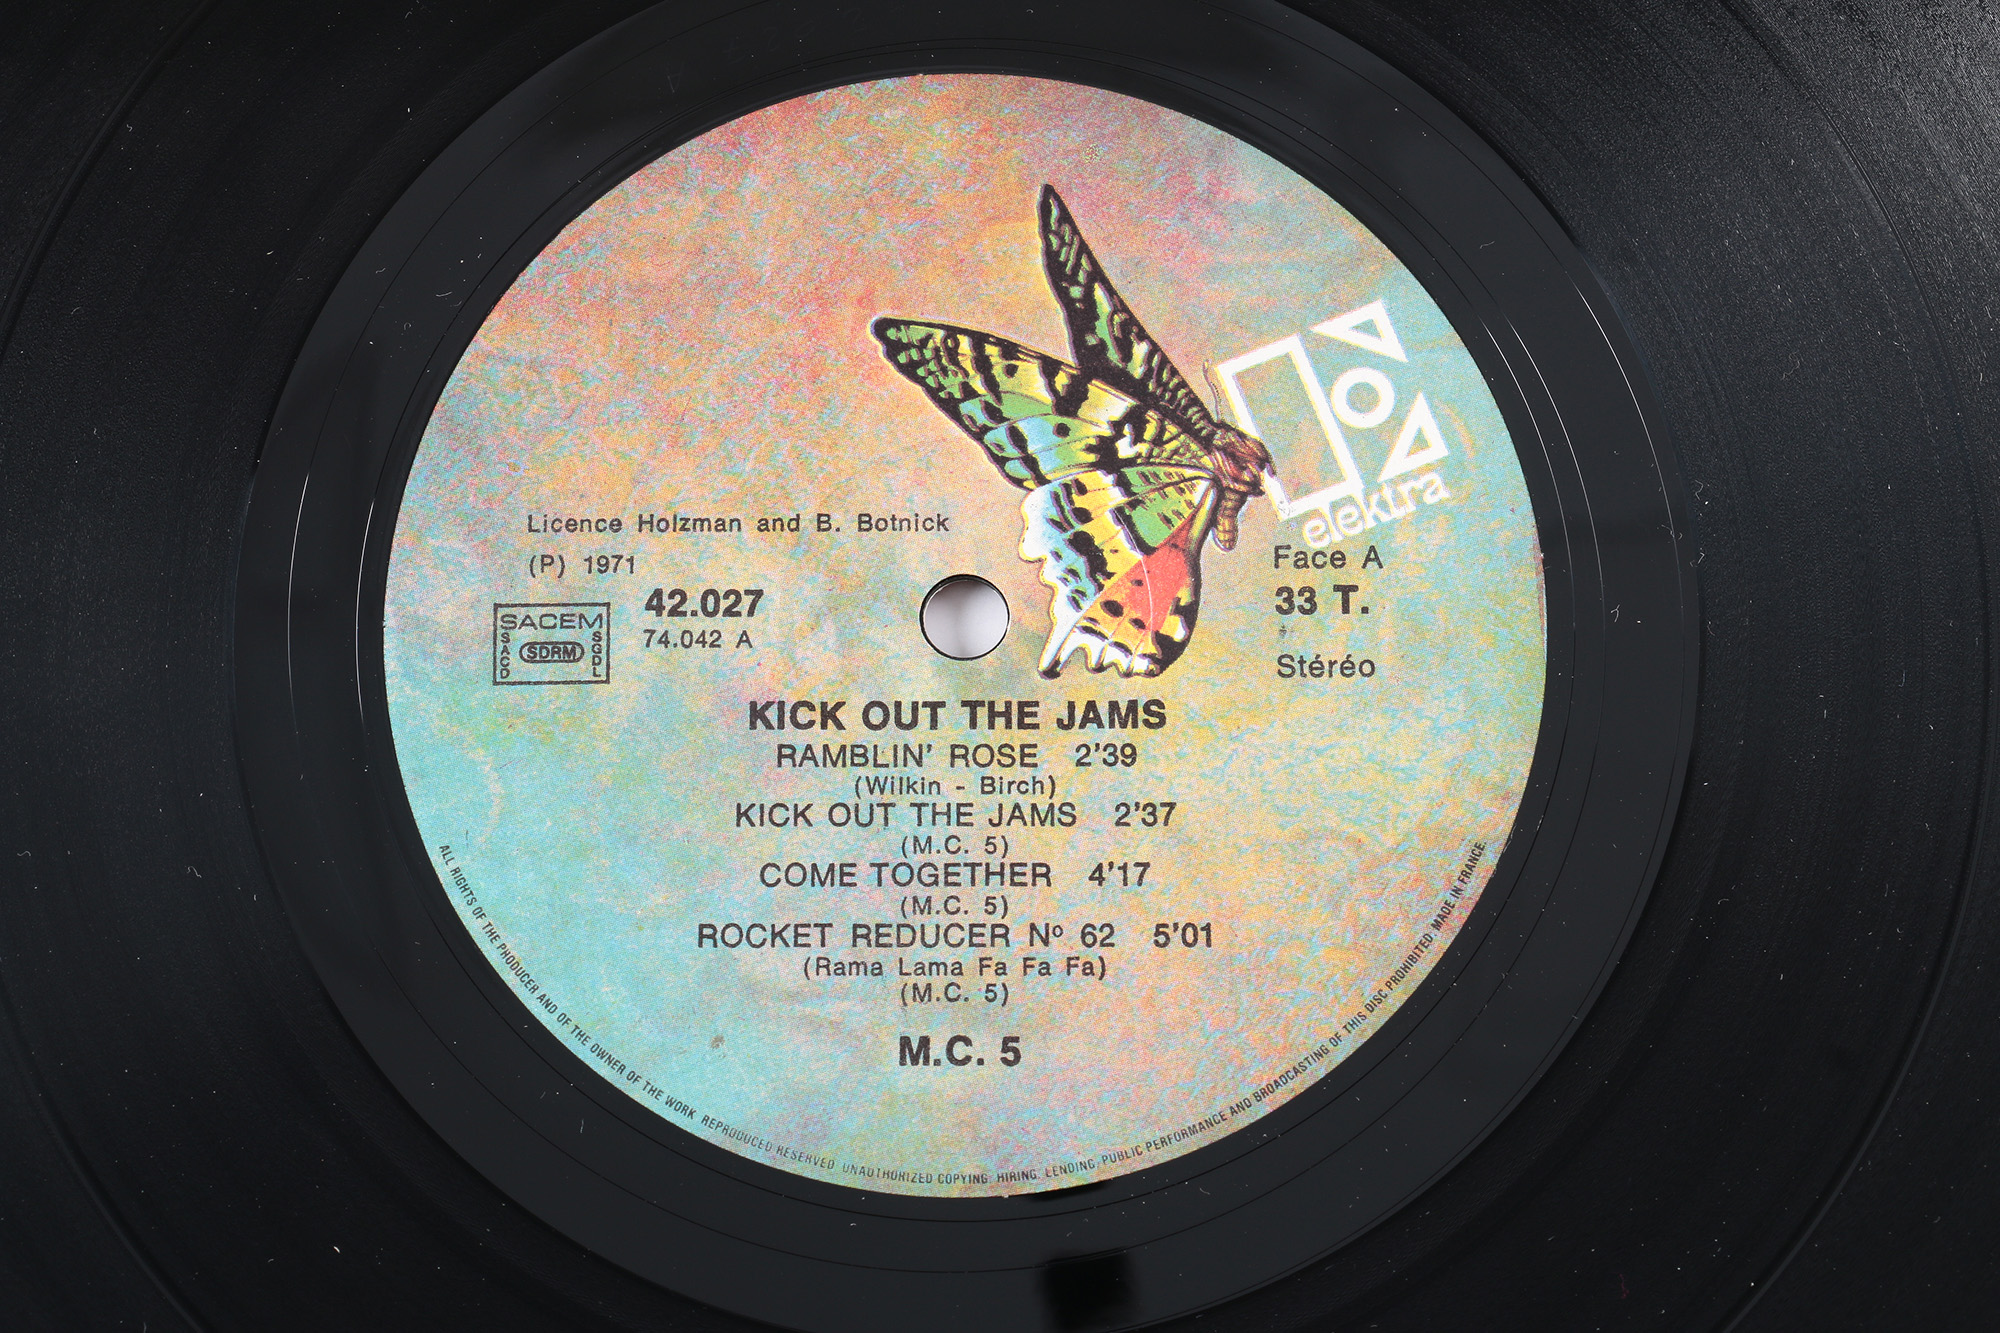 elektra
Licence Holzman and B. Botnick
(P) 1971
Face A
42.027
33 T.
74.042 A
Stéréo
SACEM
SACD
SDRM
SGDL
KICK OUT THE JAMS
RAMBLIN' ROSE 2'39
(Wilkin - Birch)
KICK OUT THE JAMS 2'37
(M.C. 5)
COME TOGETHER 4'17
(M.C. 5)
ROCKET REDUCER Nº 62 5'01
(Rama Lama Fa Fa Fa)
(M.C. 5)
M.C. 5
ALL RIGHTS OF THE PRODUCER AND OF THE OWNER OF THE WORK REPRODUCED RESERVED. UNAUTHORIZED COPYING, HIRING, LENDING, PUBLIC PERFORMANCE AND BROADCASTING OF THIS DISC PROHIBITED. MADE IN FRANCE.